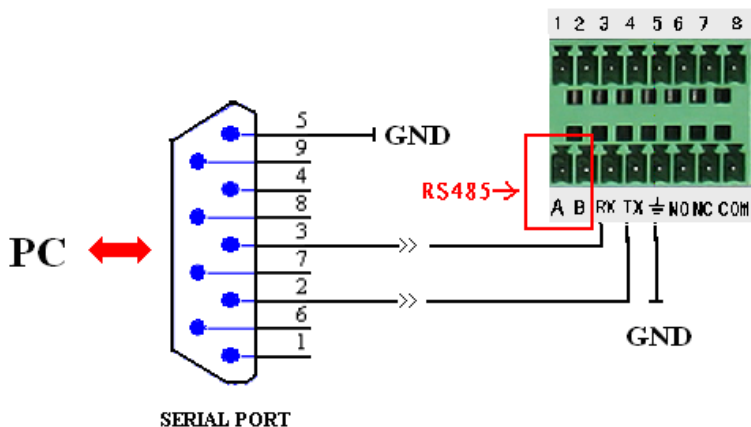 1 2 3 4 5 6 7 8
RS485
A B RX TX NO NC COM
5
GND
9
4
8
3
7
2
6
1
PC
GND
SERIAL PORT